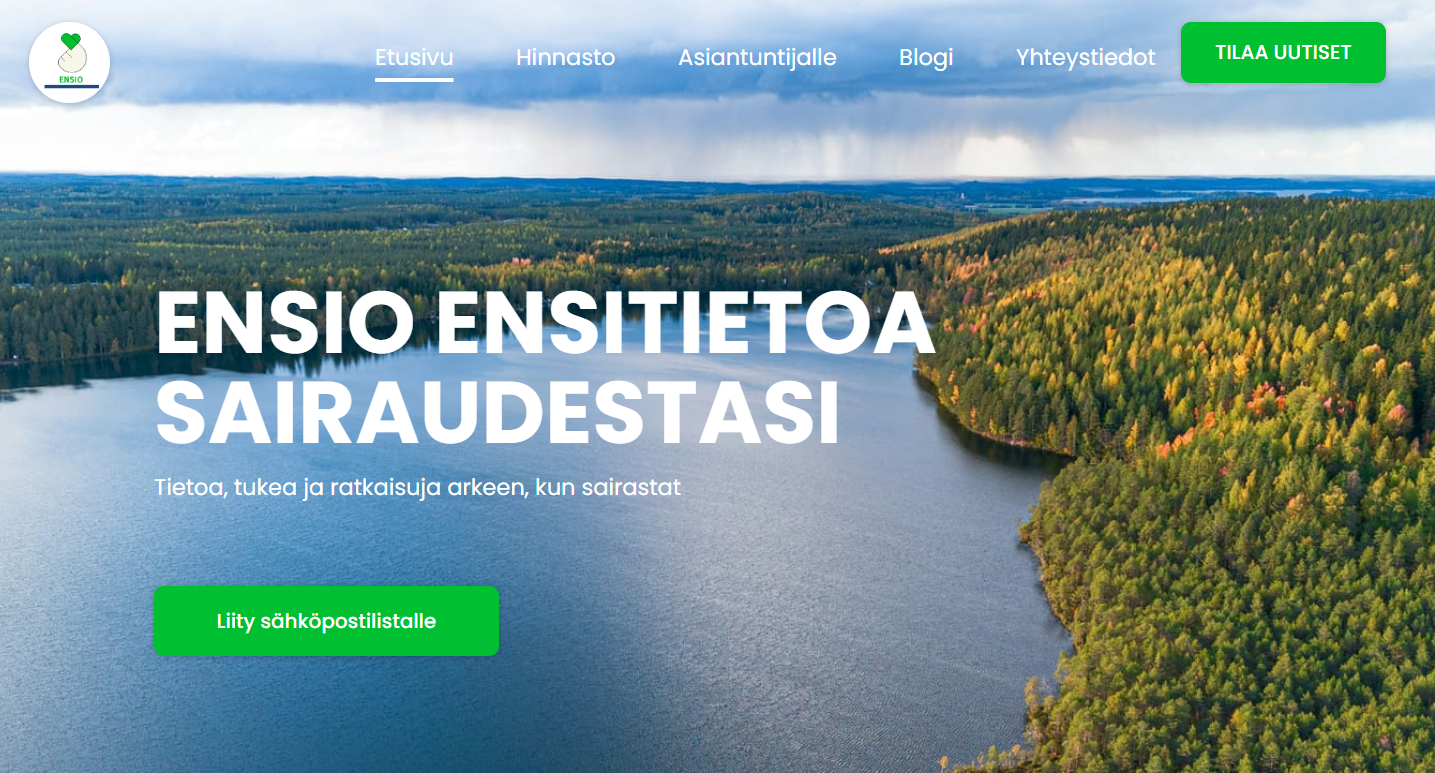 ENSIO
Etusivu
Hinnasto
Asiantuntijalle
Blogi
Yhteystiedot
TILAA UUTISET
ENSIO ENSITIETOA
SAIRAUDESTASI
Tietoa, tukea ja ratkaisuja arkeen, kun sairastat
Liity sähköpostilistalle